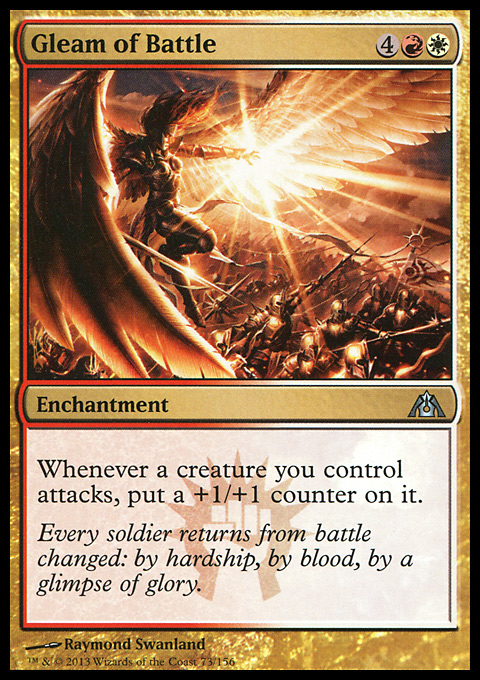 Gleam of Battle 4
Enchantment
Whenever a creature you control
attacks, put a +1/+1 counter on it.
Every soldier returns from battle
changed: by hardship, by blood, by a
glimpse of glory.
Raymond Swanland
™ & © 2013 Wizards of the Coast 73/156